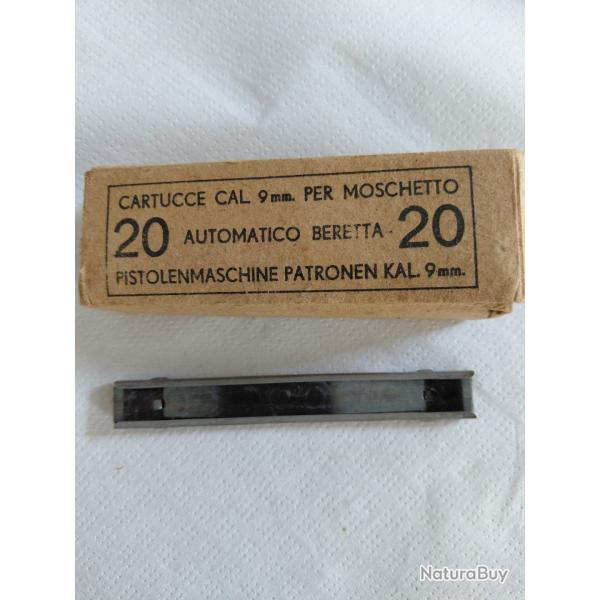 CARTUCCE CAL. 9mm. PER MOSCHETTO
20 AUTOMATICO BERETTA - 20
PISTOLENMASCHINE PATRONEN KAL. 9mm.
NaturaBuy